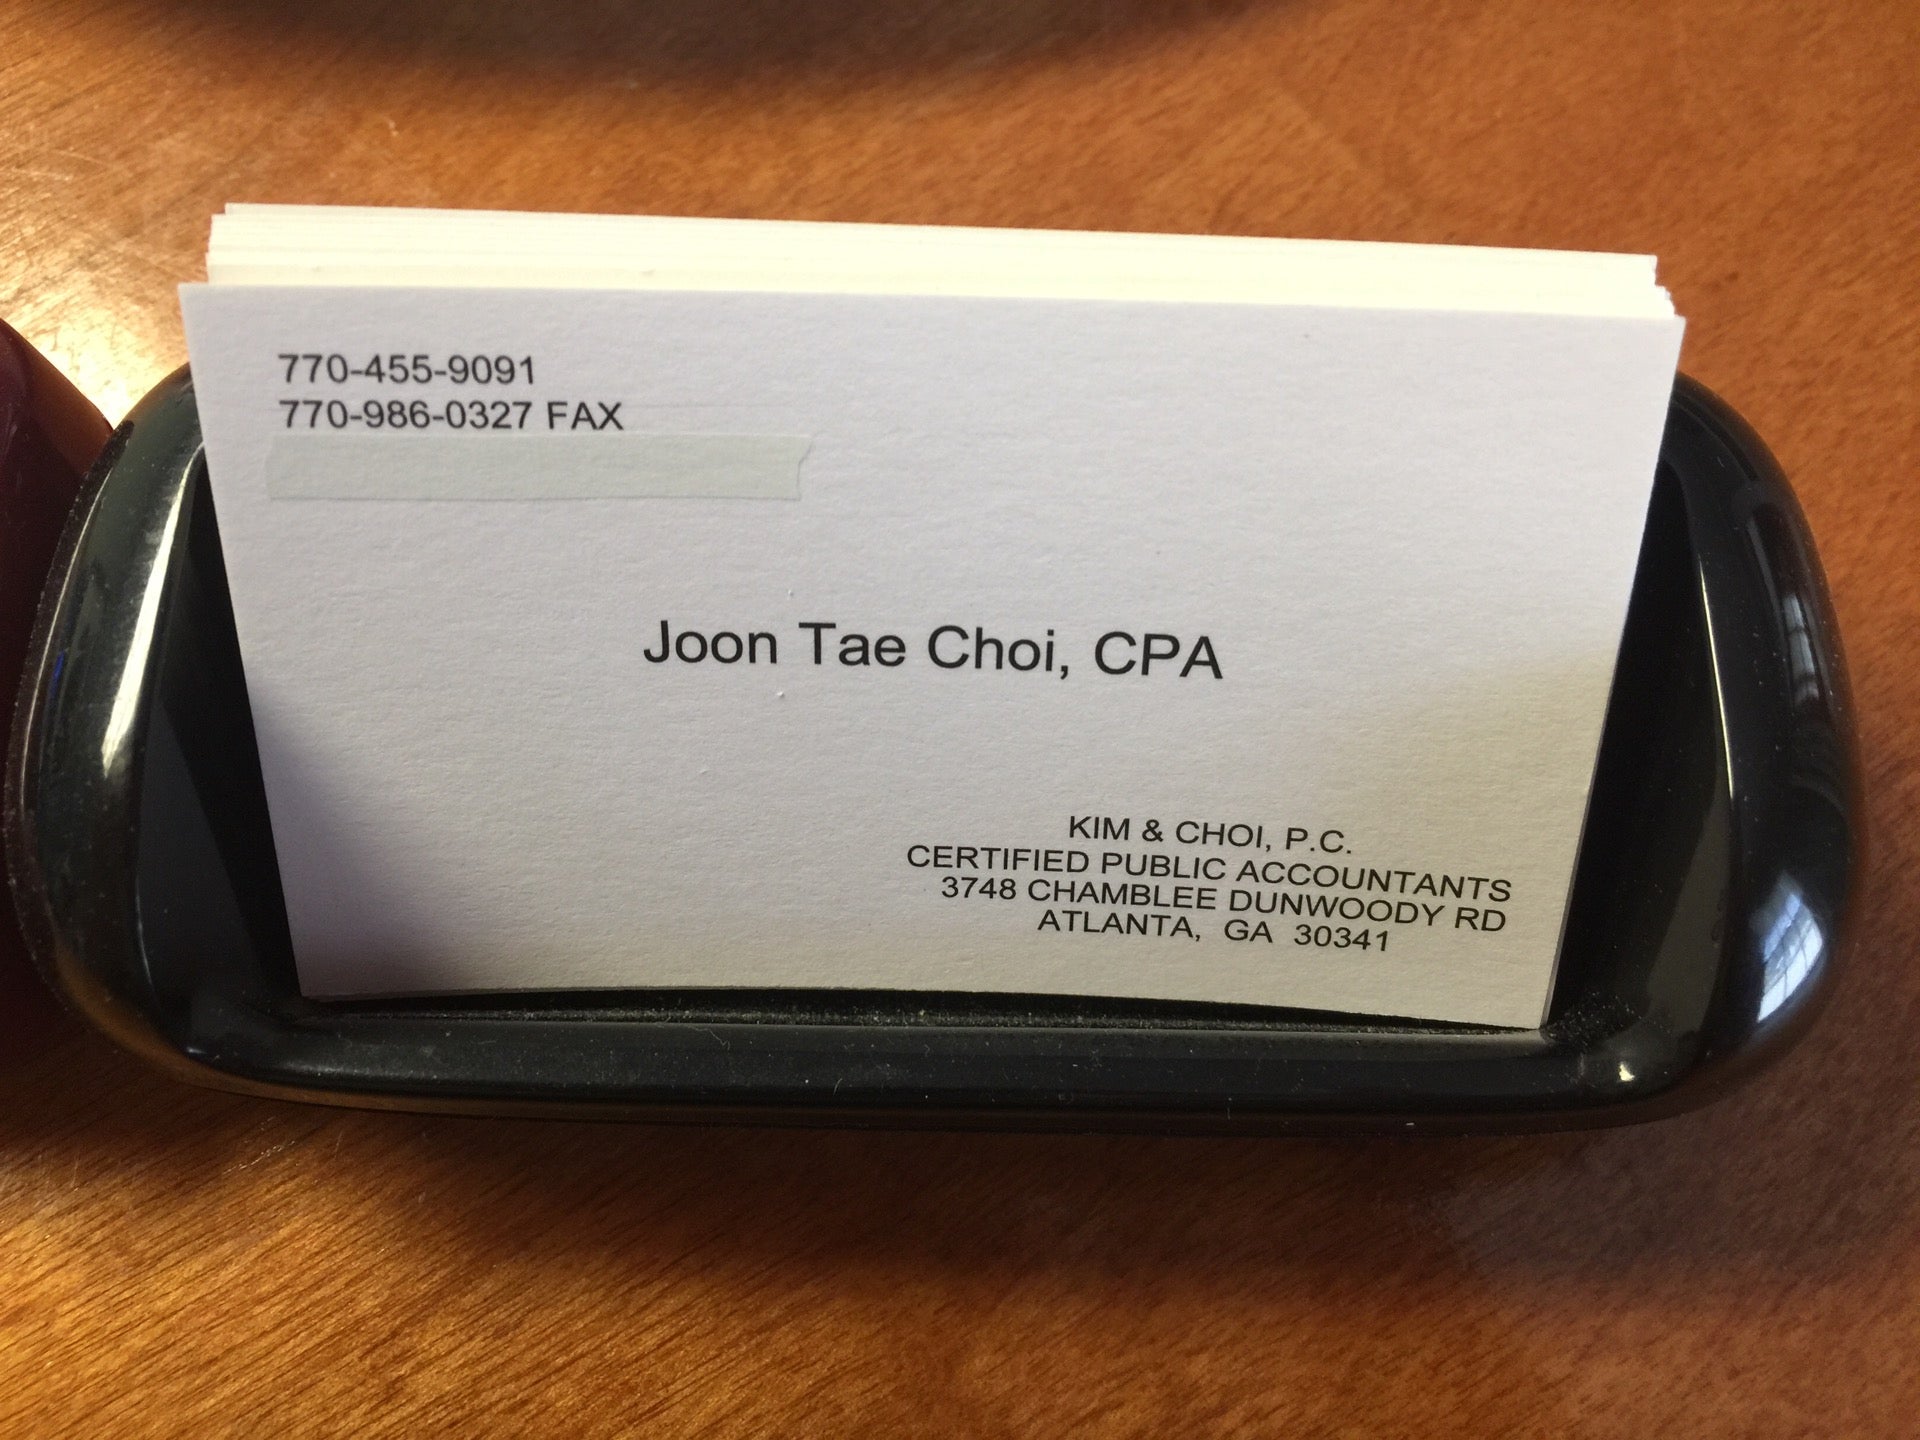 770-455-9091
770-986-0327 FAX
Joon Tae Choi, CPA
KIM & CHOI, P.C.
CERTIFIED PUBLIC ACCOUNTANTS
3748 CHAMBLEE DUNWOODY RD
ATLANTA, GA 30341